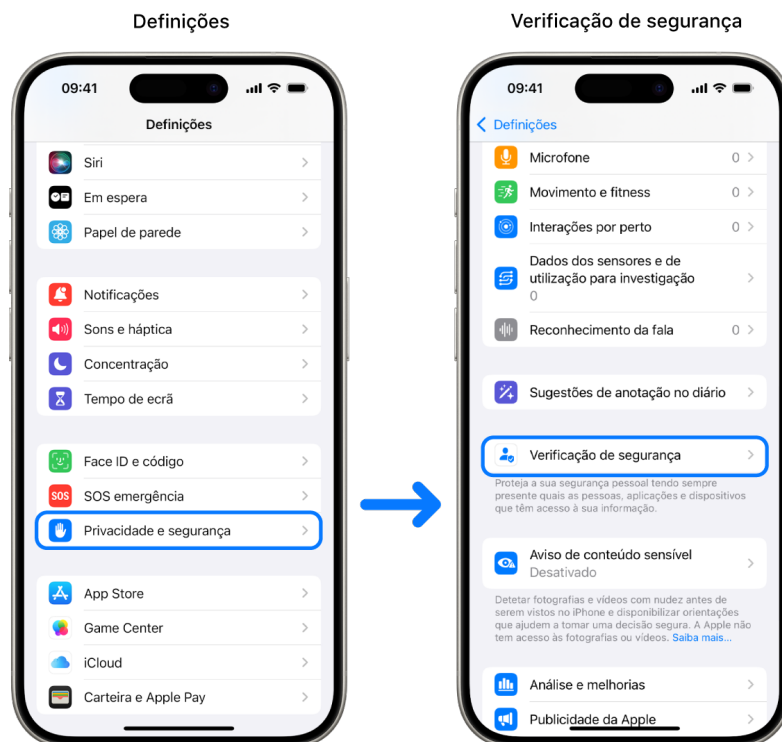 Definições
09:41
Definições
Siri
Em espera
Papel de parede
Notificações
Sons e háptica
Concentração
Tempo de ecrã
Face ID e código
SOS
SOS emergência
Privacidade e segurança
App Store
Game Center
iCloud
Carteira e Apple Pay
Verificação de segurança
09:41
Definições
Microfone 0
Movimento e fitness 0
Interações por perto 0
Dados dos sensores e de
utilização para investigação
0
Reconhecimento da fala 0
Sugestões de anotação no diário
Verificação de segurança
Proteja a sua segurança pessoal tendo sempre
presente quais as pessoas, aplicações e dispositivos
que têm acesso à sua informação.
Aviso de conteúdo sensível
Desativado
Detetar fotografias e vídeos com nudez antes de
serem vistos no iPhone e disponibilizar orientações
que ajudem a tomar uma decisão segura. A Apple não
tem acesso às fotografias ou vídeos. Saiba mais...
Análise e melhorias
Publicidade da Apple